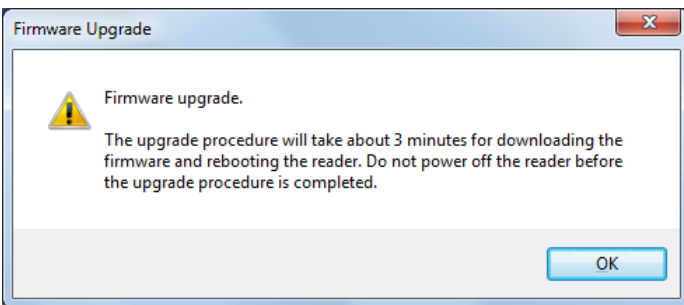 Firmware Upgrade
Firmware upgrade.
The upgrade procedure will take about 3 minutes for downloading the
firmware and rebooting the reader. Do not power off the reader before
the upgrade procedure is completed.
OK